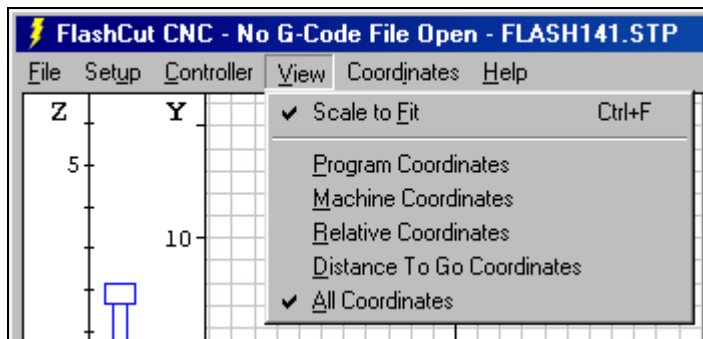 FlashCut CNC - No G-Code File Open - FLASH141.STP
File Setup Controller View Coordinates Help
Z Y
5
10
✔ Scale to Fit Ctrl+F
Program Coordinates
Machine Coordinates
Relative Coordinates
Distance To Go Coordinates
✔ All Coordinates